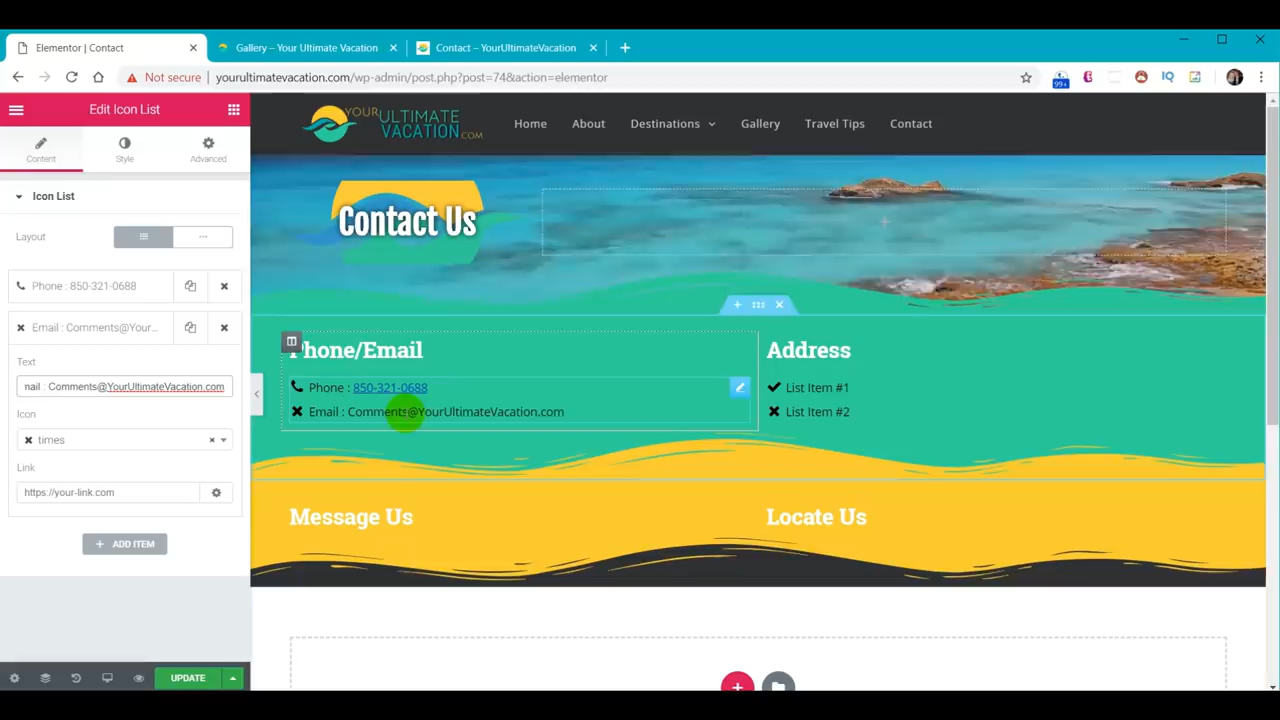 Elementor | Contact
Gallery – Your Ultimate Vacation
Contact – YourUltimateVacation
Not secure
yourultimatevacation.com/wp-admin/post.php?post=74&action=elementor
99+
IQ
Edit Icon List
Content
Style
Advanced
Icon List
Layout
Phone : 850-321-0688
Email : Comments@Your...
Text
nail : Comments@YourUltimateVacation.com
Icon
times
Link
https://your-link.com
ADD ITEM
UPDATE
YOUR ULTIMATE
VACATION.COM
Home
About
Destinations
Gallery
Travel Tips
Contact
Contact Us
Phone/Email
Phone : 850-321-0688
Email : Comments@YourUltimateVacation.com
Address
List Item #1
List Item #2
Message Us
Locate Us